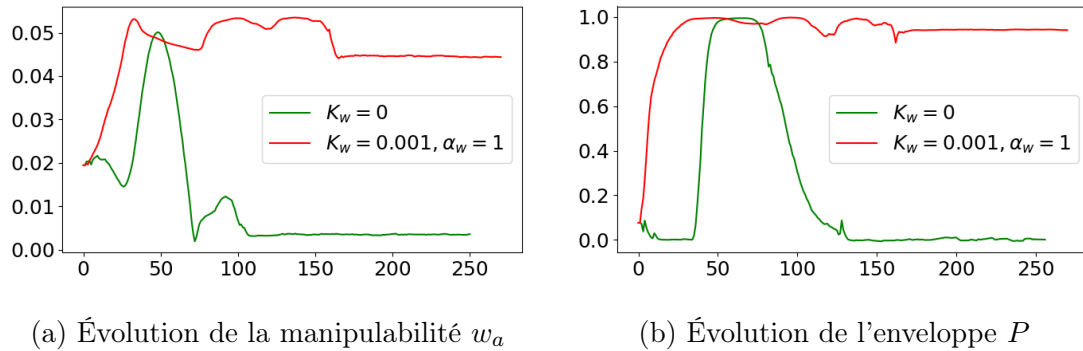 0.05
0.04
0.03
0.02
0.01
0.00
0 50 100 150 200 250
K_w = 0
K_w = 0.001, α_w = 1
(a) Évolution de la manipulabilité w_a
1.0
0.8
0.6
0.4
0.2
0.0
0 50 100 150 200 250
K_w = 0
K_w = 0.001, α_w = 1
(b) Évolution de l'enveloppe P